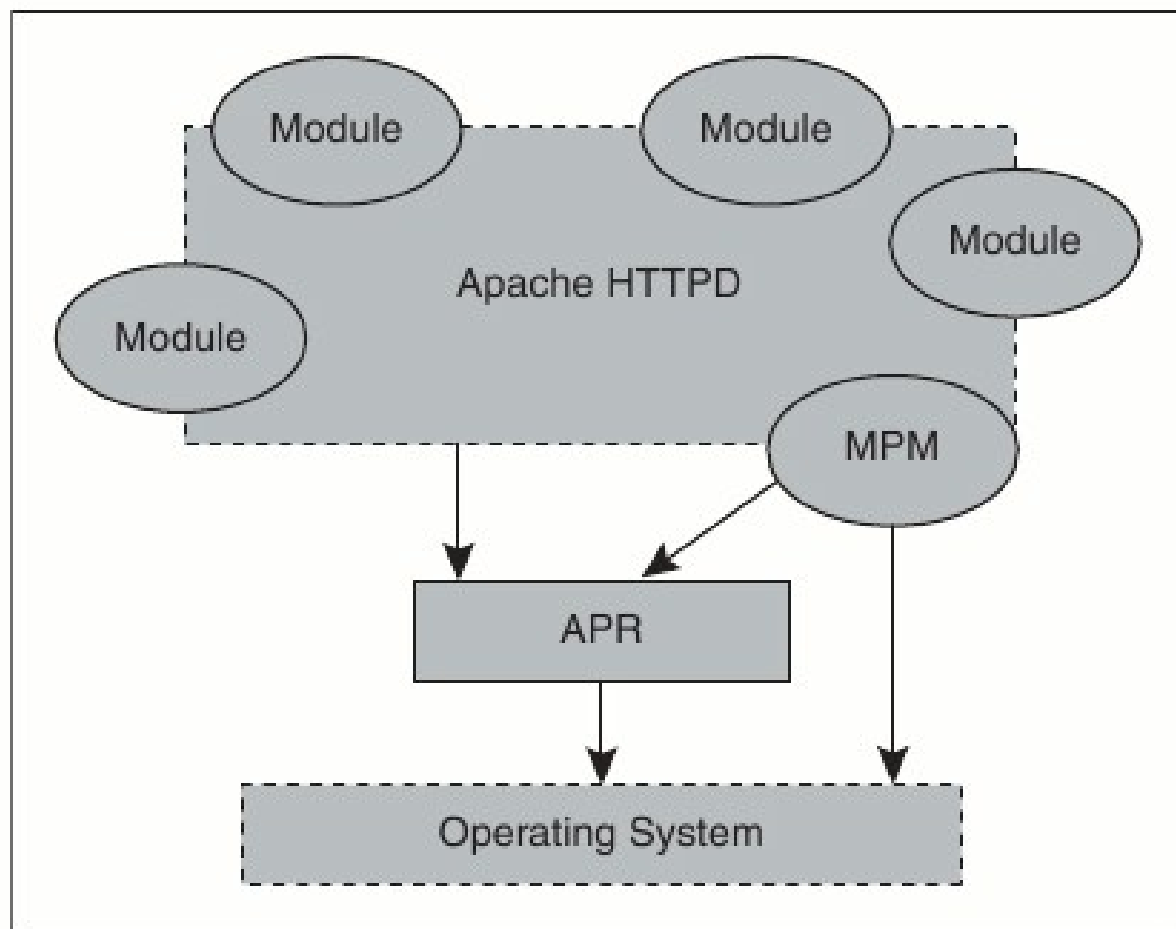 Module
Module
Module
Apache HTTPD
Module
MPM
APR
Operating System